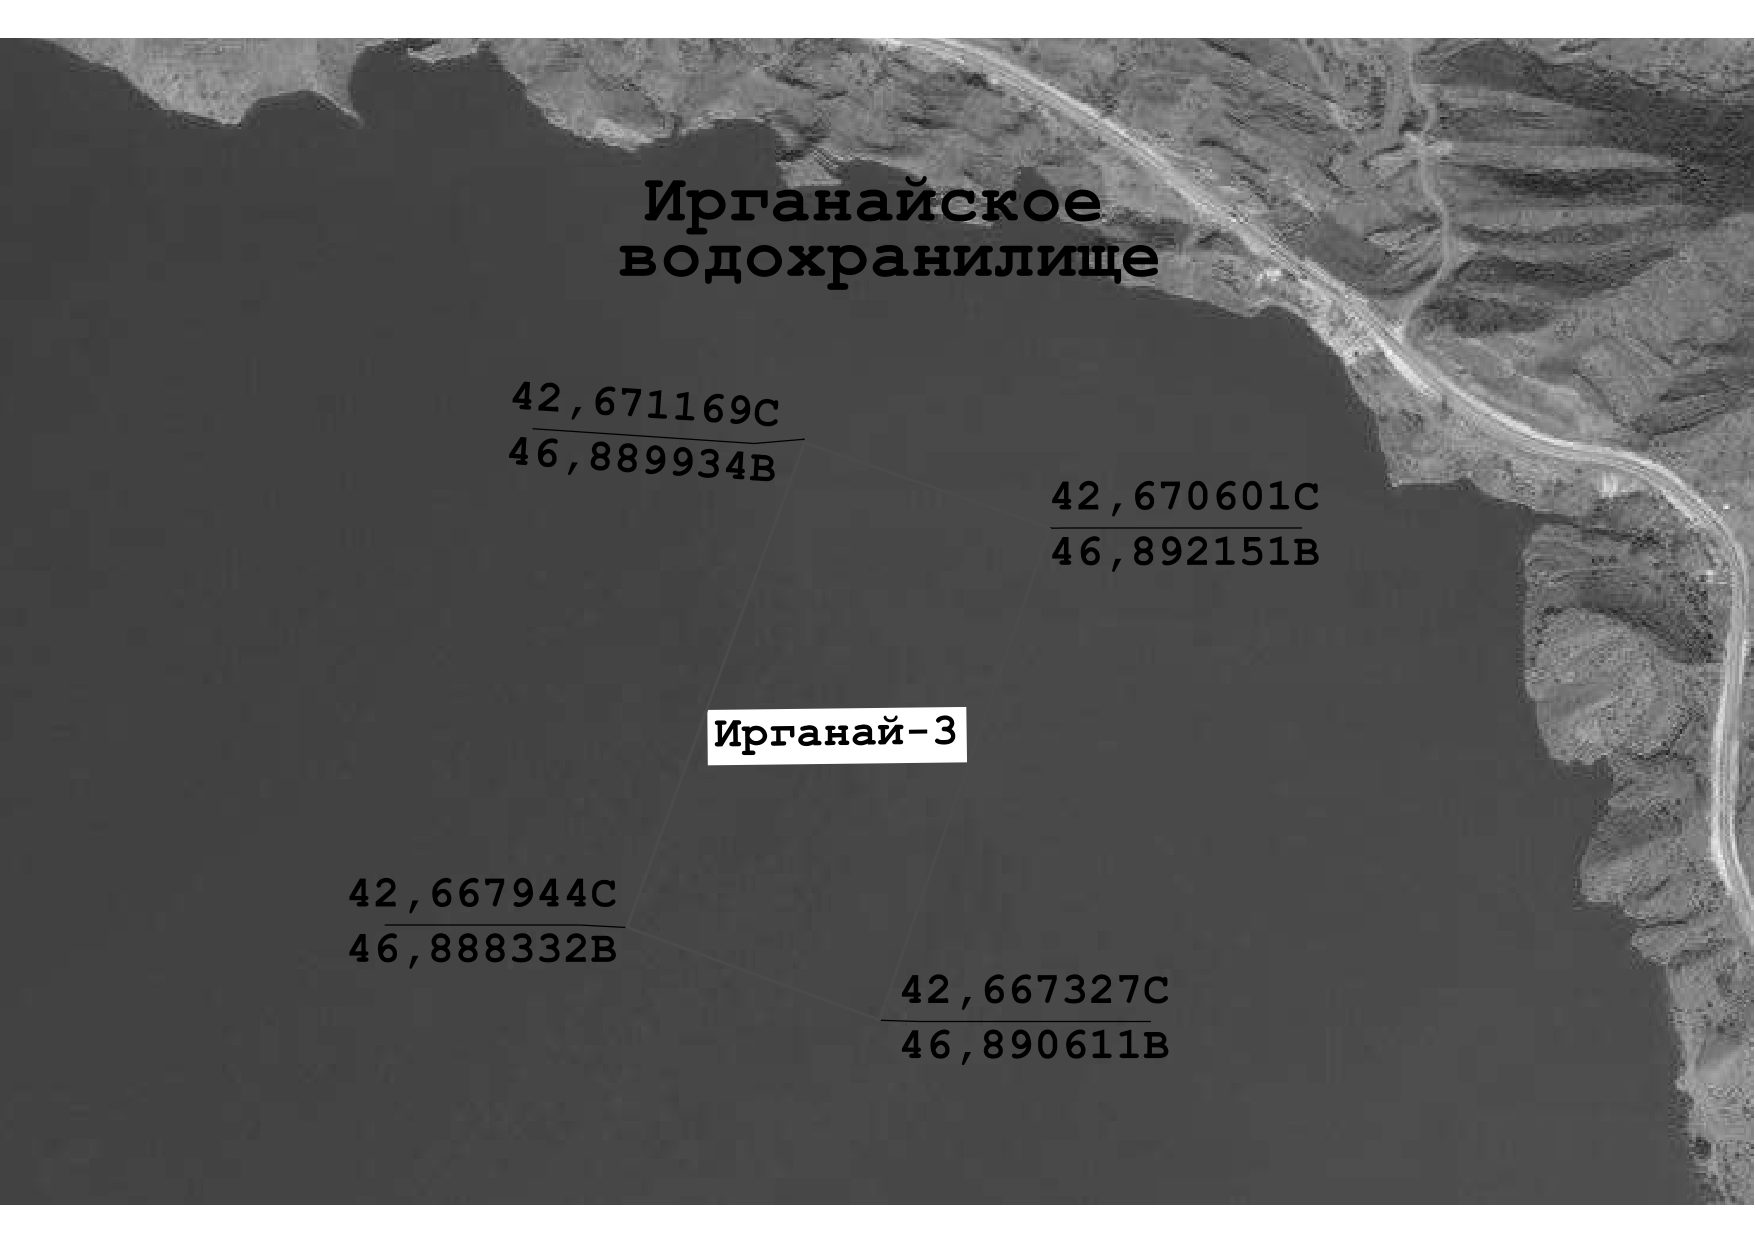 Ирганайское
водохранилище
42,671169С
46,889934В
42,670601С
46,892151В
Ирганай-3
42,667944С
46,888332В
42,667327С
46,890611В